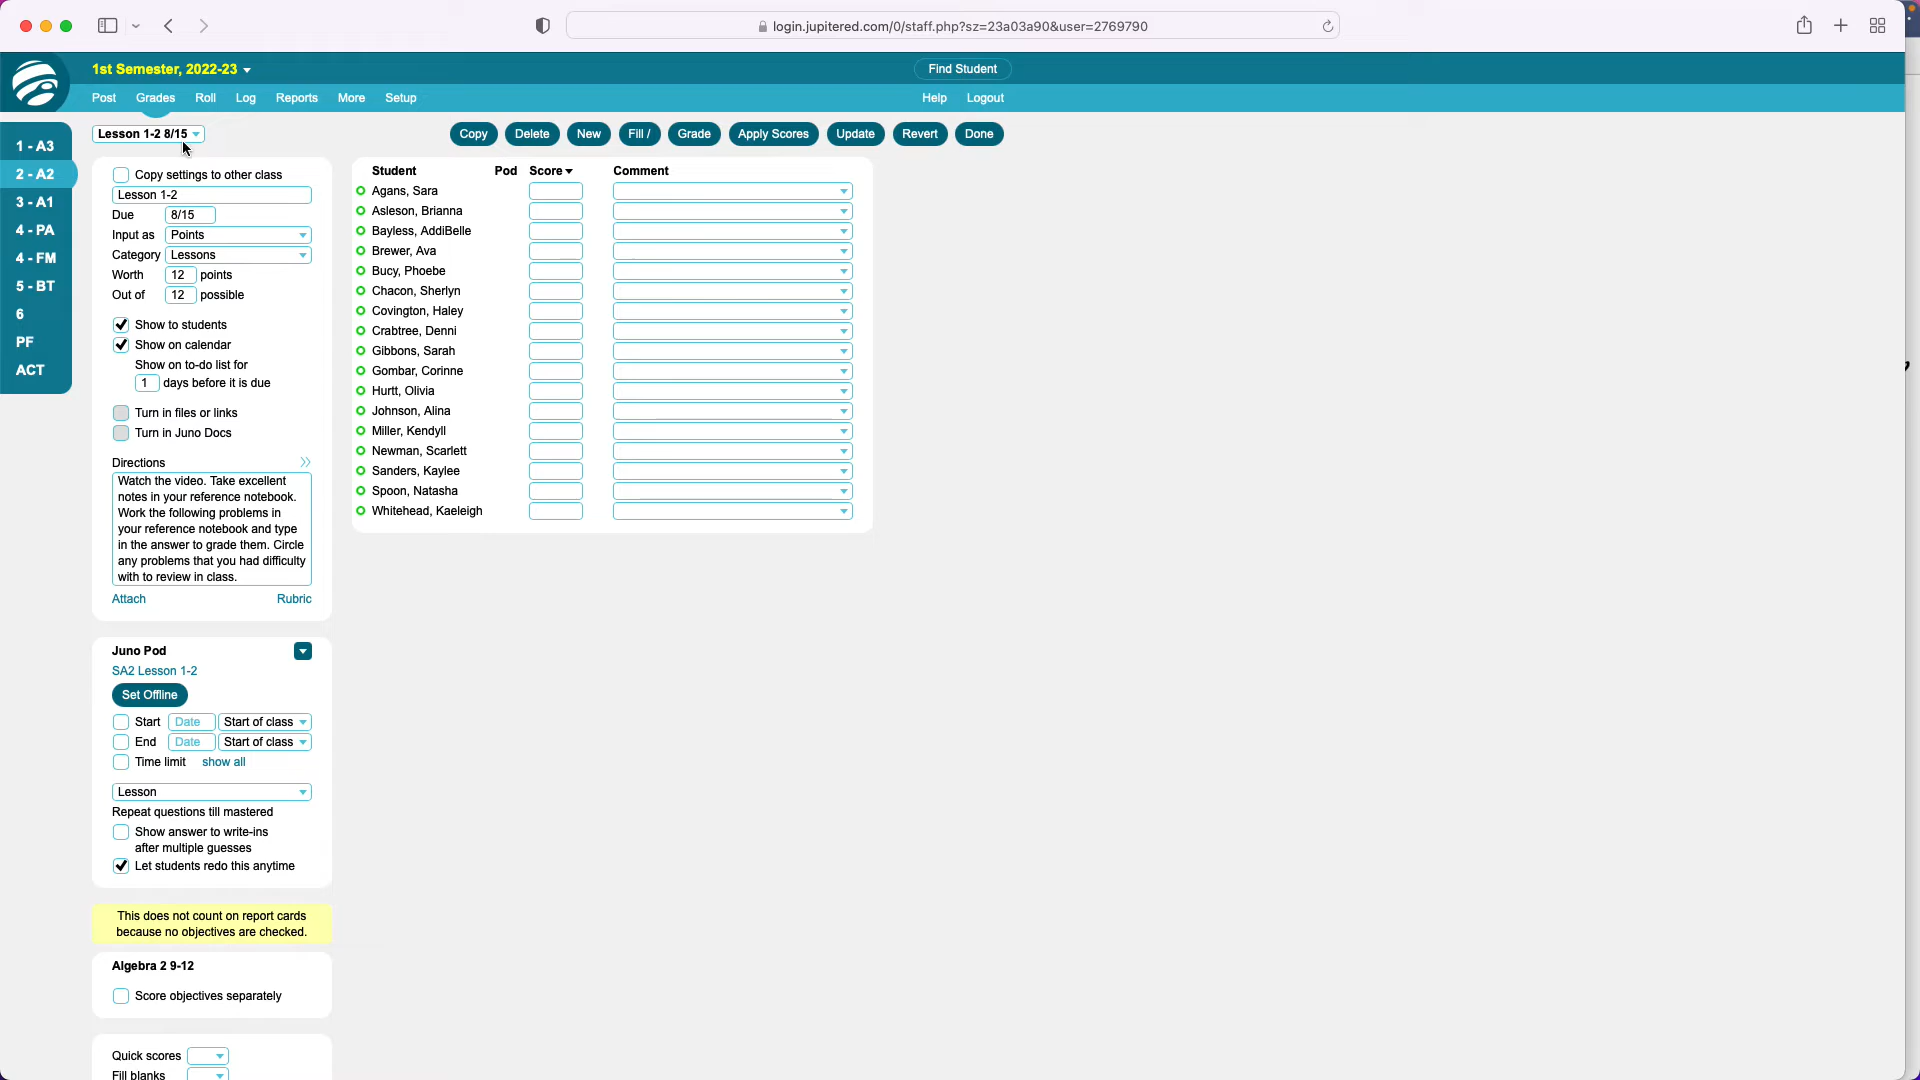 login.jupitered.com/0/staff.php?sz=23a03a90&user=2769790
1st Semester, 2022-23
Find Student
Post Grades Roll Log Reports More Setup
Help Logout
Lesson 1-2 8/15
Copy Delete New Fill / Grade Apply Scores Update Revert Done
1 - A3
2 - A2
3 - A1
4 - PA
4 - FM
5 - BT
6
PF
ACT
Copy settings to other class
Lesson 1-2
Due 8/15
Input as Points
Category Lessons
Worth 12 points
Out of 12 possible
Show to students
Show on calendar
Show on to-do list for
1 days before it is due
Turn in files or links
Turn in Juno Docs
Directions
Watch the video. Take excellent
notes in your reference notebook.
Work the following problems in
your reference notebook and type
in the answer to grade them. Circle
any problems that you had difficulty
with to review in class.
Attach Rubric
Juno Pod
SA2 Lesson 1-2
Set Offline
Start Date Start of class
End Date Start of class
Time limit show all
Lesson
Repeat questions till mastered
Show answer to write-ins
after multiple guesses
Let students redo this anytime
This does not count on report cards
because no objectives are checked.
Algebra 2 9-12
Score objectives separately
Quick scores
Fill blanks
Student Pod Score Comment
Agans, Sara
Asleson, Brianna
Bayless, AddiBelle
Brewer, Ava
Bucy, Phoebe
Chacon, Sherlyn
Covington, Haley
Crabtree, Denni
Gibbons, Sarah
Gombar, Corinne
Hurtt, Olivia
Johnson, Alina
Miller, Kendyll
Newman, Scarlett
Sanders, Kaylee
Spoon, Natasha
Whitehead, Kaeleigh